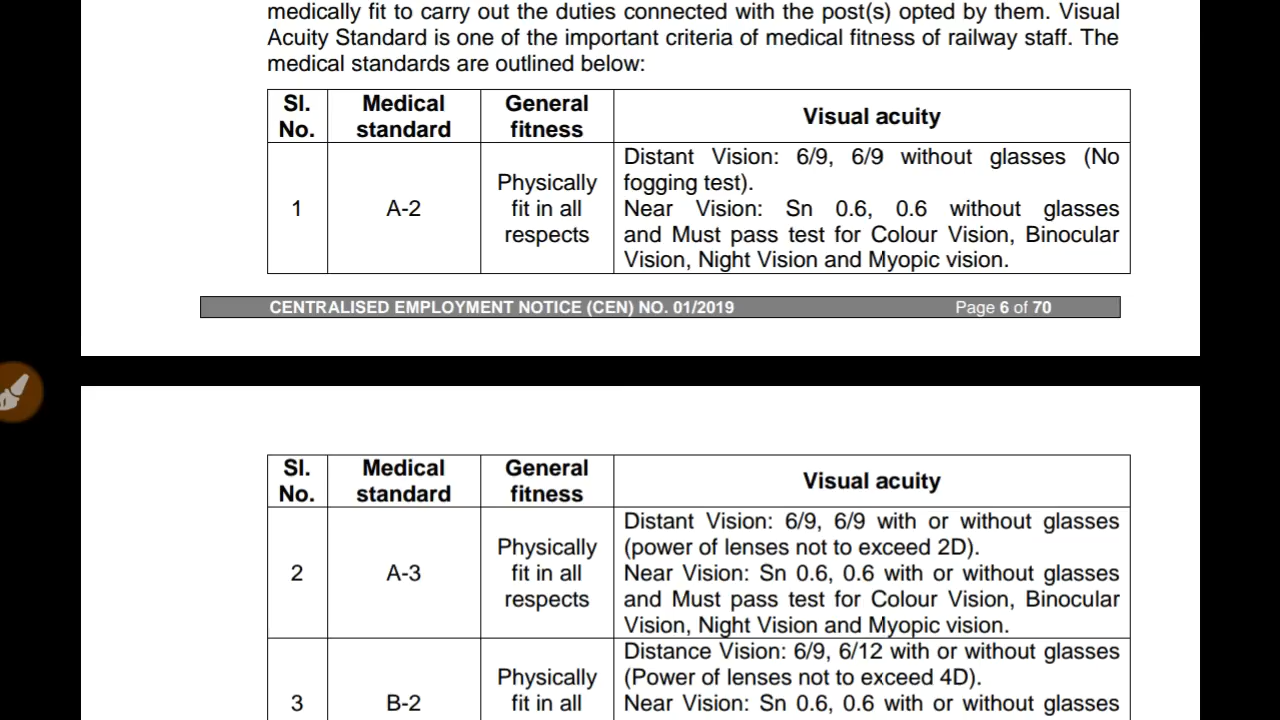 medically fit to carry out the duties connected with the post(s) opted by them. Visual
Acuity Standard is one of the important criteria of medical fitness of railway staff. The
medical standards are outlined below:
Sl. No. Medical standard General fitness Visual acuity
1 A-2 Physically fit in all respects
Distant Vision: 6/9, 6/9 without glasses (No
fogging test).
Near Vision: Sn 0.6, 0.6 without glasses
and Must pass test for Colour Vision, Binocular
Vision, Night Vision and Myopic vision.
CENTRALISED EMPLOYMENT NOTICE (CEN) NO. 01/2019 Page 6 of 70
Sl. No. Medical standard General fitness Visual acuity
2 A-3 Physically fit in all respects
Distant Vision: 6/9, 6/9 with or without glasses
(power of lenses not to exceed 2D).
Near Vision: Sn 0.6, 0.6 with or without glasses
and Must pass test for Colour Vision, Binocular
Vision, Night Vision and Myopic vision.
3 B-2 Physically fit in all
Distance Vision: 6/9, 6/12 with or without glasses
(Power of lenses not to exceed 4D).
Near Vision: Sn 0.6, 0.6 with or without glasses